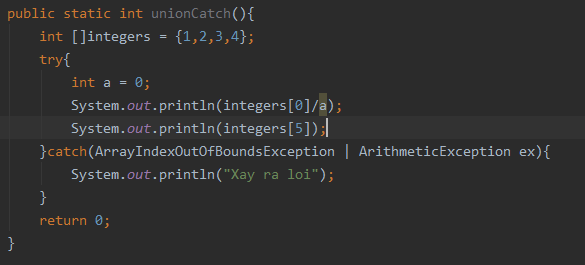 public static int unionCatch(){
    int []integers = {1,2,3,4};
    try{
        int a = 0;
        System.out.println(integers[0]/a);
        System.out.println(integers[5]);
    }catch(ArrayIndexOutOfBoundsException | ArithmeticException ex){
        System.out.println("Xay ra loi");
    }
    return 0;
}